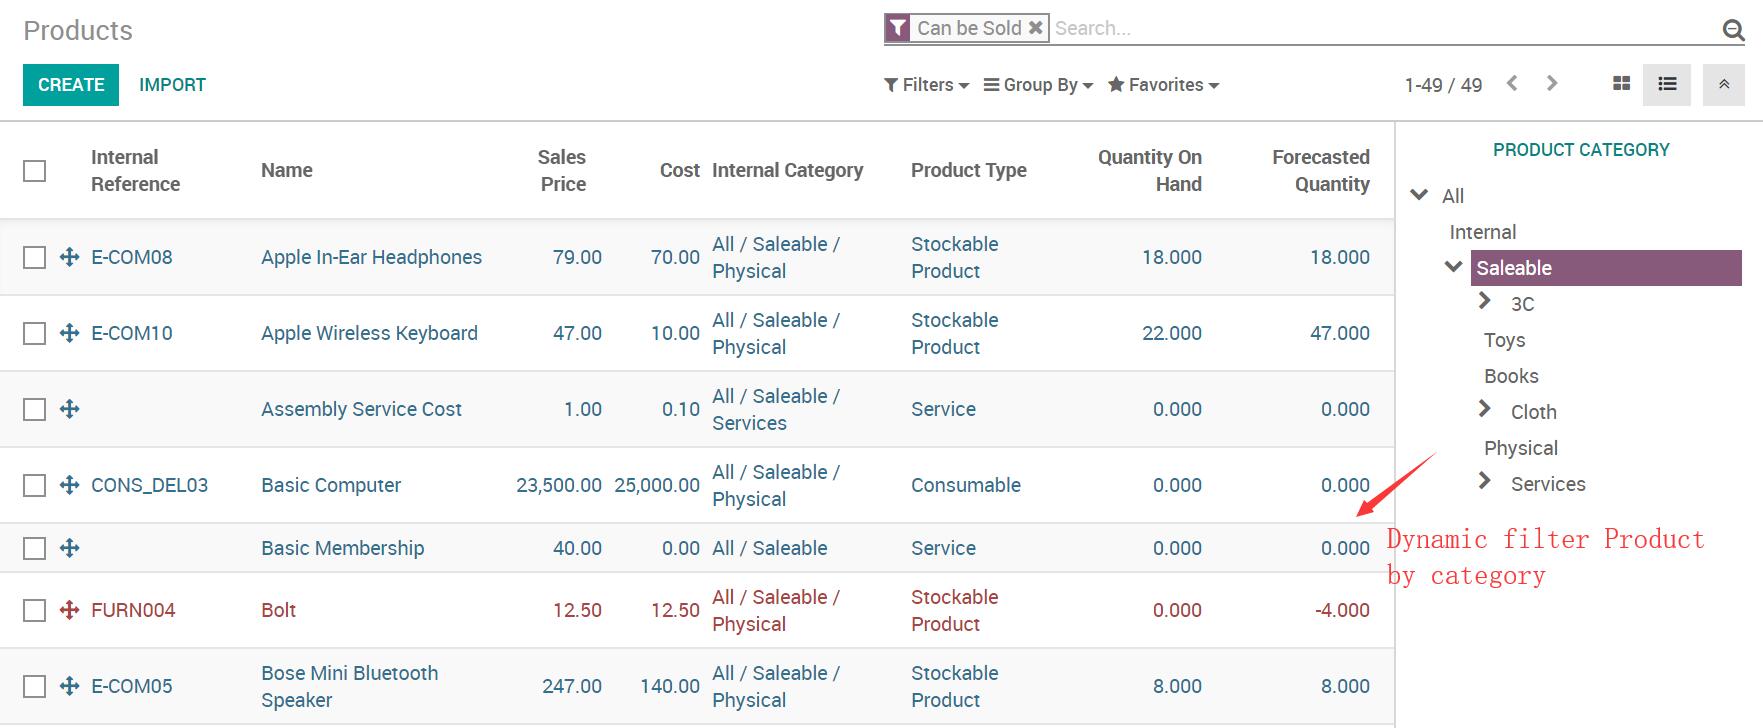 Products
Can be Sold
Search...
CREATE
IMPORT
Filters
Group By
Favorites
1-49 / 49
Internal
Reference
Name
Sales
Price
Cost
Internal Category
Product Type
Quantity On
Hand
Forecasted
Quantity
E-COM08
Apple In-Ear Headphones
79.00
70.00
All / Saleable /
Physical
Stockable
Product
18.000
18.000
E-COM10
Apple Wireless Keyboard
47.00
10.00
All / Saleable /
Physical
Stockable
Product
22.000
47.000
Assembly Service Cost
1.00
0.10
All / Saleable /
Services
Service
0.000
0.000
CONS_DEL03
Basic Computer
23,500.00
25,000.00
All / Saleable /
Physical
Consumable
0.000
0.000
Basic Membership
40.00
0.00
All / Saleable
Service
0.000
0.000
FURN004
Bolt
12.50
12.50
All / Saleable /
Physical
Stockable
Product
0.000
-4.000
E-COM05
Bose Mini Bluetooth
Speaker
247.00
140.00
All / Saleable /
Physical
Stockable
Product
8.000
8.000
PRODUCT CATEGORY
All
Internal
Saleable
3C
Toys
Books
Cloth
Physical
Services
Dynamic filter Product
by category